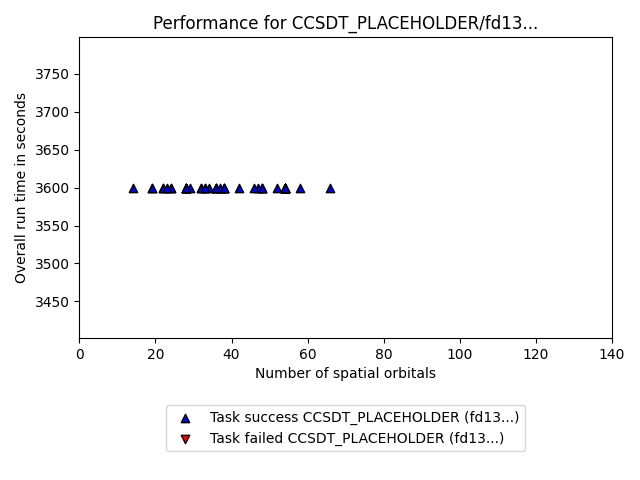 Performance for CCSDT_PLACEHOLDER/fd13...
Overall run time in seconds
3750
3700
3650
3600
3550
3500
3450
0 20 40 60 80 100 120 140
Number of spatial orbitals
Task success CCSDT_PLACEHOLDER (fd13...)
Task failed CCSDT_PLACEHOLDER (fd13...)